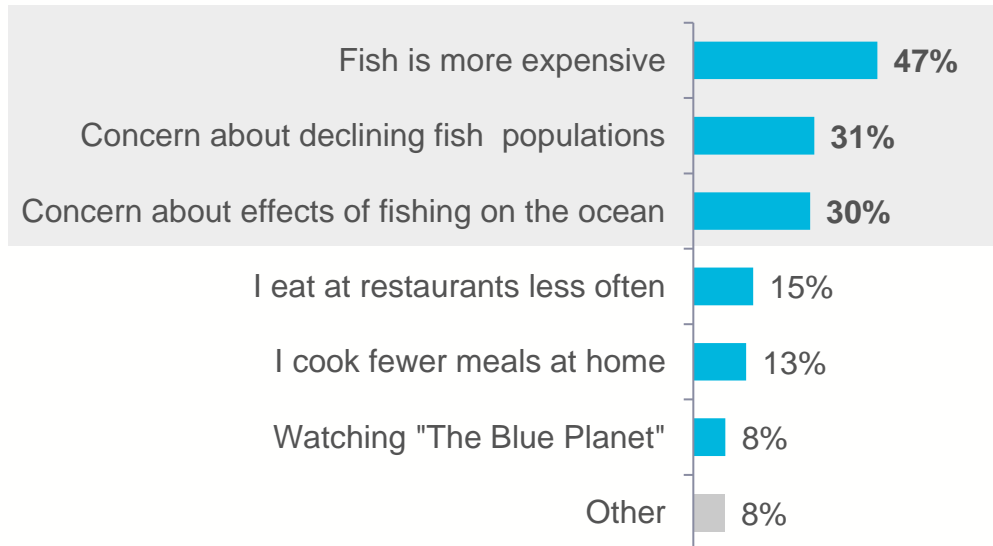 Fish is more expensive 47%
Concern about declining fish populations 31%
Concern about effects of fishing on the ocean 30%
I eat at restaurants less often 15%
I cook fewer meals at home 13%
Watching "The Blue Planet" 8%
Other 8%